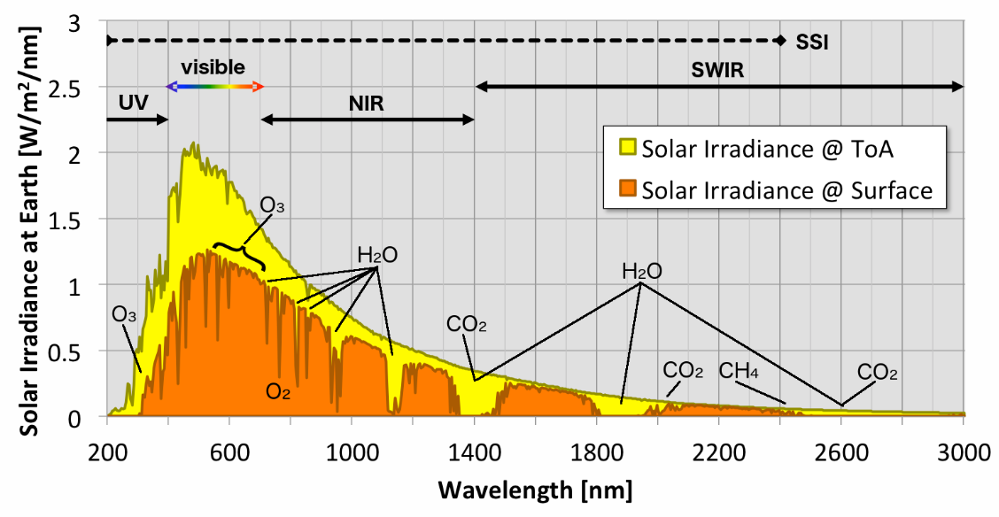 Solar Irradiance at Earth [W/m²/nm]
3
2.5
2
1.5
1
0.5
0
SSI
visible
SWIR
UV
NIR
Solar Irradiance @ ToA
Solar Irradiance @ Surface
O₃
H₂O
H₂O
O₃
CO₂
CO₂
CH₄
CO₂
O₂
200
600
1000
1400
1800
2200
2600
3000
Wavelength [nm]